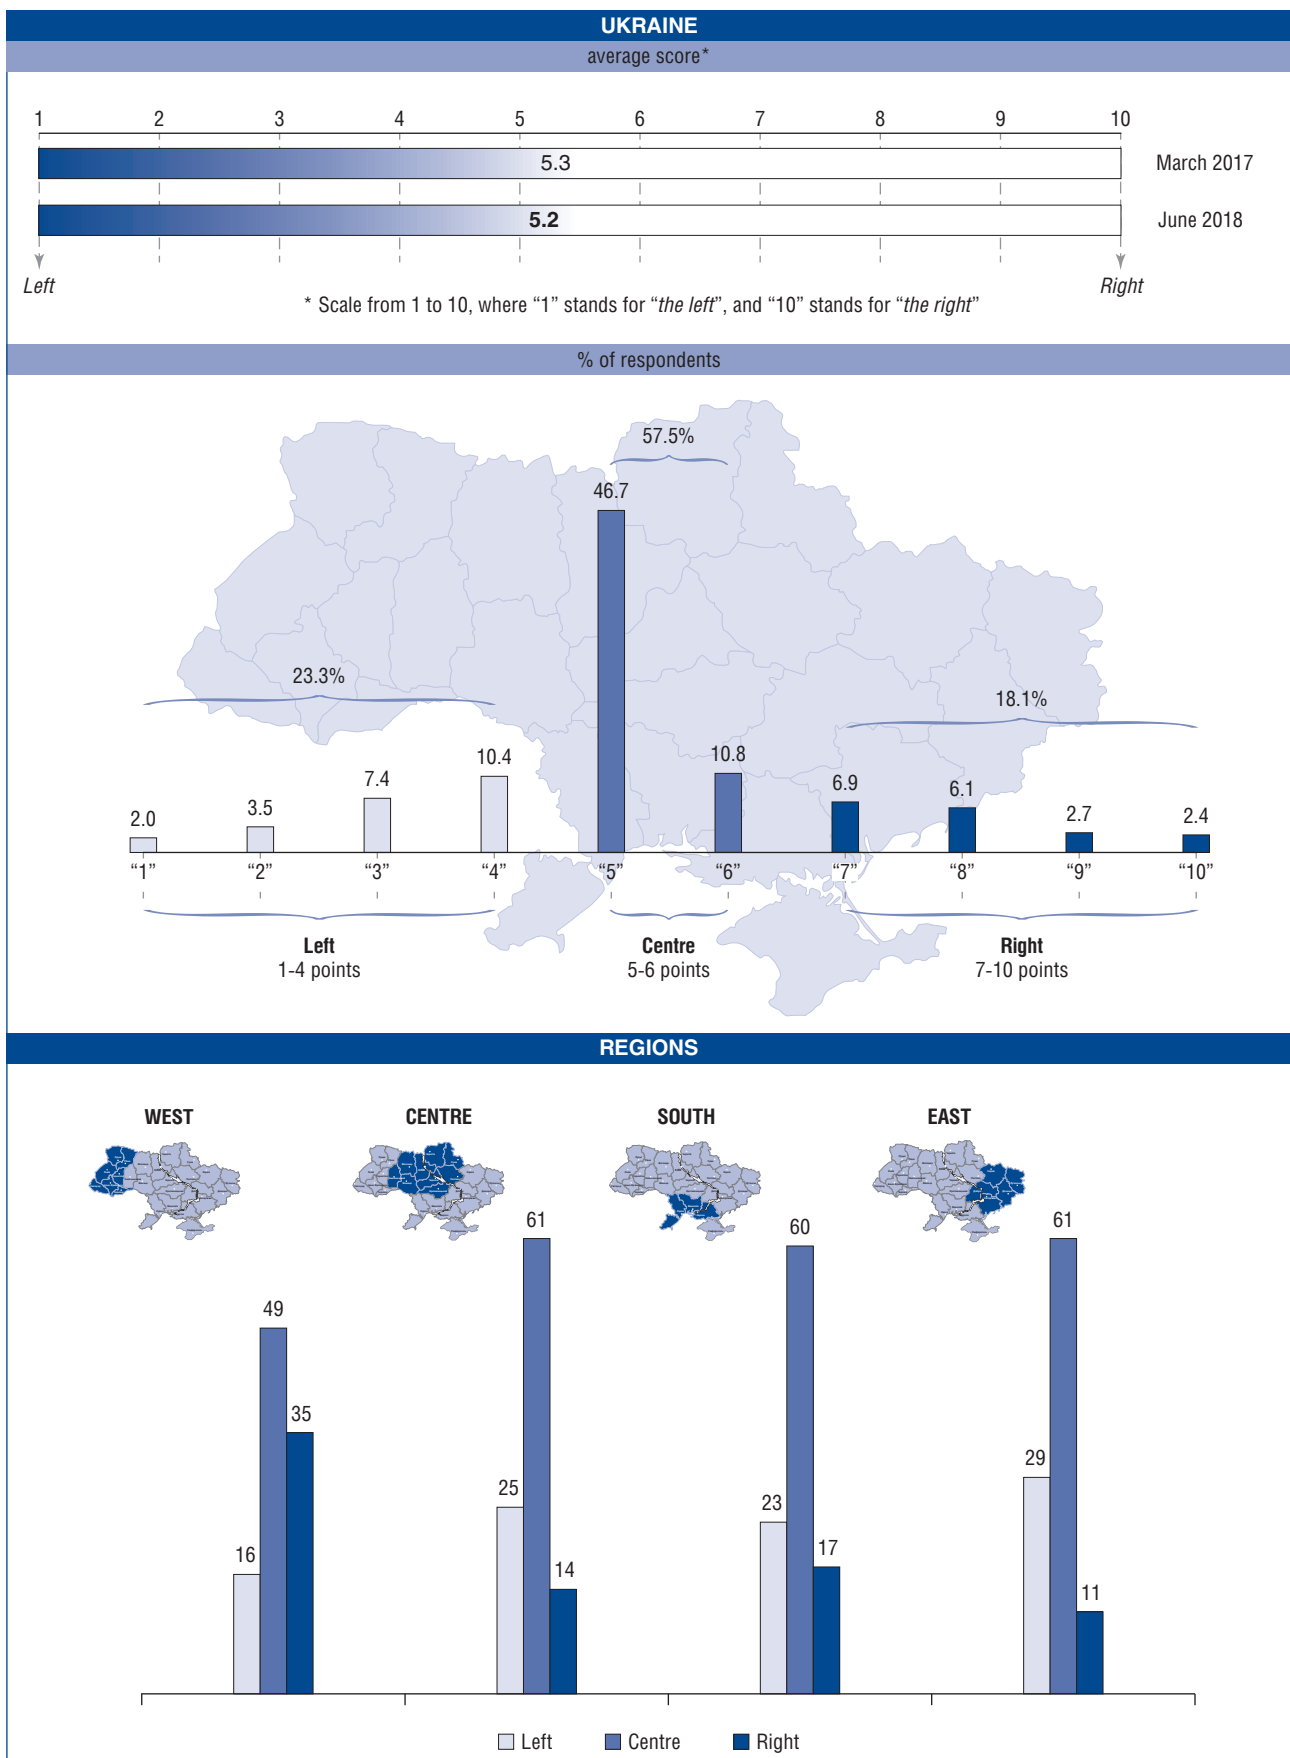 UKRAINE
average score*
1 2 3 4 5 6 7 8 9 10
5.3 March 2017
5.2 June 2018
Left Right
* Scale from 1 to 10, where “1” stands for “the left”, and “10” stands for “the right”
% of respondents
57.5%
46.7
23.3%
18.1%
2.0 3.5 7.4 10.4 10.8 6.9 6.1 2.7 2.4
“1” “2” “3” “4” “5” “6” “7” “8” “9” “10”
Left Centre Right
1-4 points 5-6 points 7-10 points
REGIONS
WEST CENTRE SOUTH EAST
61 60 61
49
35
25 23 29
16 14 17 11
Left Centre Right